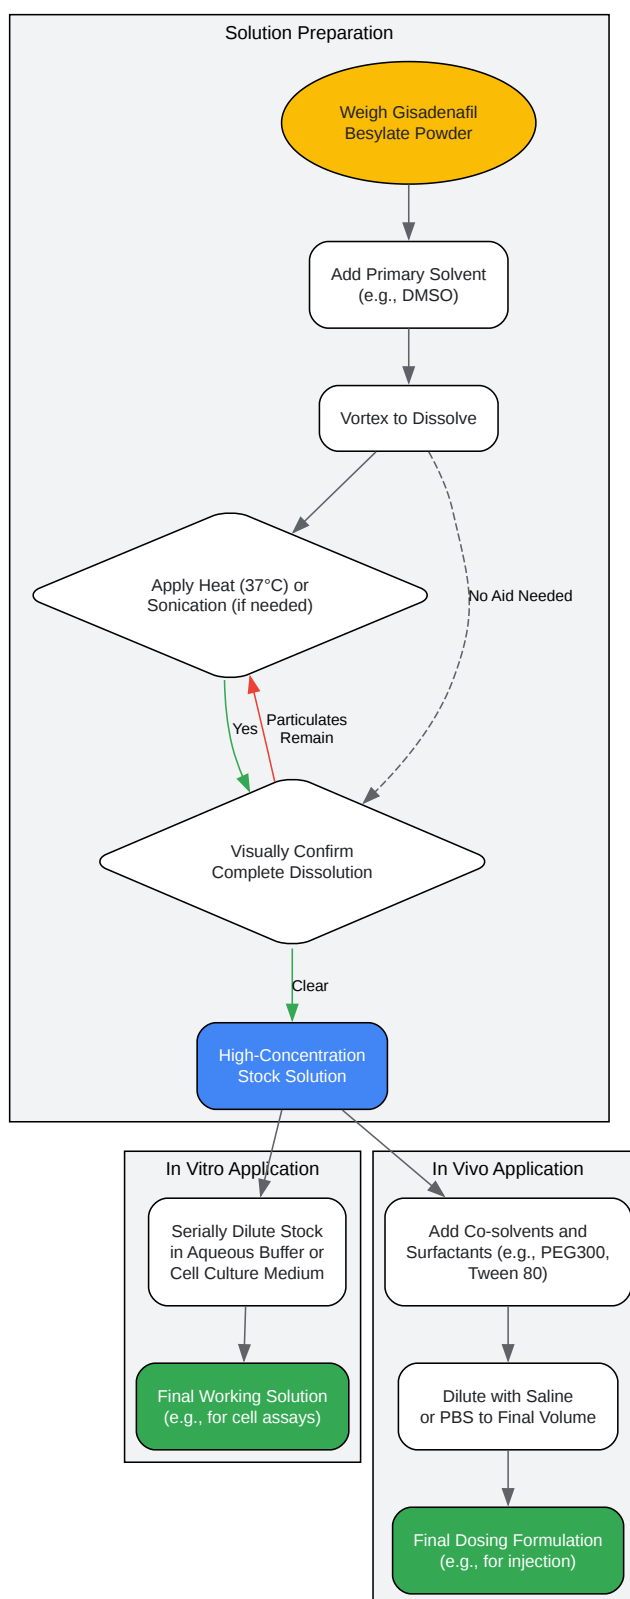 Solution Preparation
Weigh Gisadenafil
Besylate Powder
Add Primary Solvent
(e.g., DMSO)
Vortex to Dissolve
Apply Heat (37°C) or
Sonication (if needed)
No Aid Needed
Yes
Particulates
Remain
Visually Confirm
Complete Dissolution
Clear
High-Concentration
Stock Solution
In Vitro Application
Serially Dilute Stock
in Aqueous Buffer or
Cell Culture Medium
Final Working Solution
(e.g., for cell assays)
In Vivo Application
Add Co-solvents and
Surfactants (e.g., PEG300,
Tween 80)
Dilute with Saline
or PBS to Final Volume
Final Dosing Formulation
(e.g., for injection)